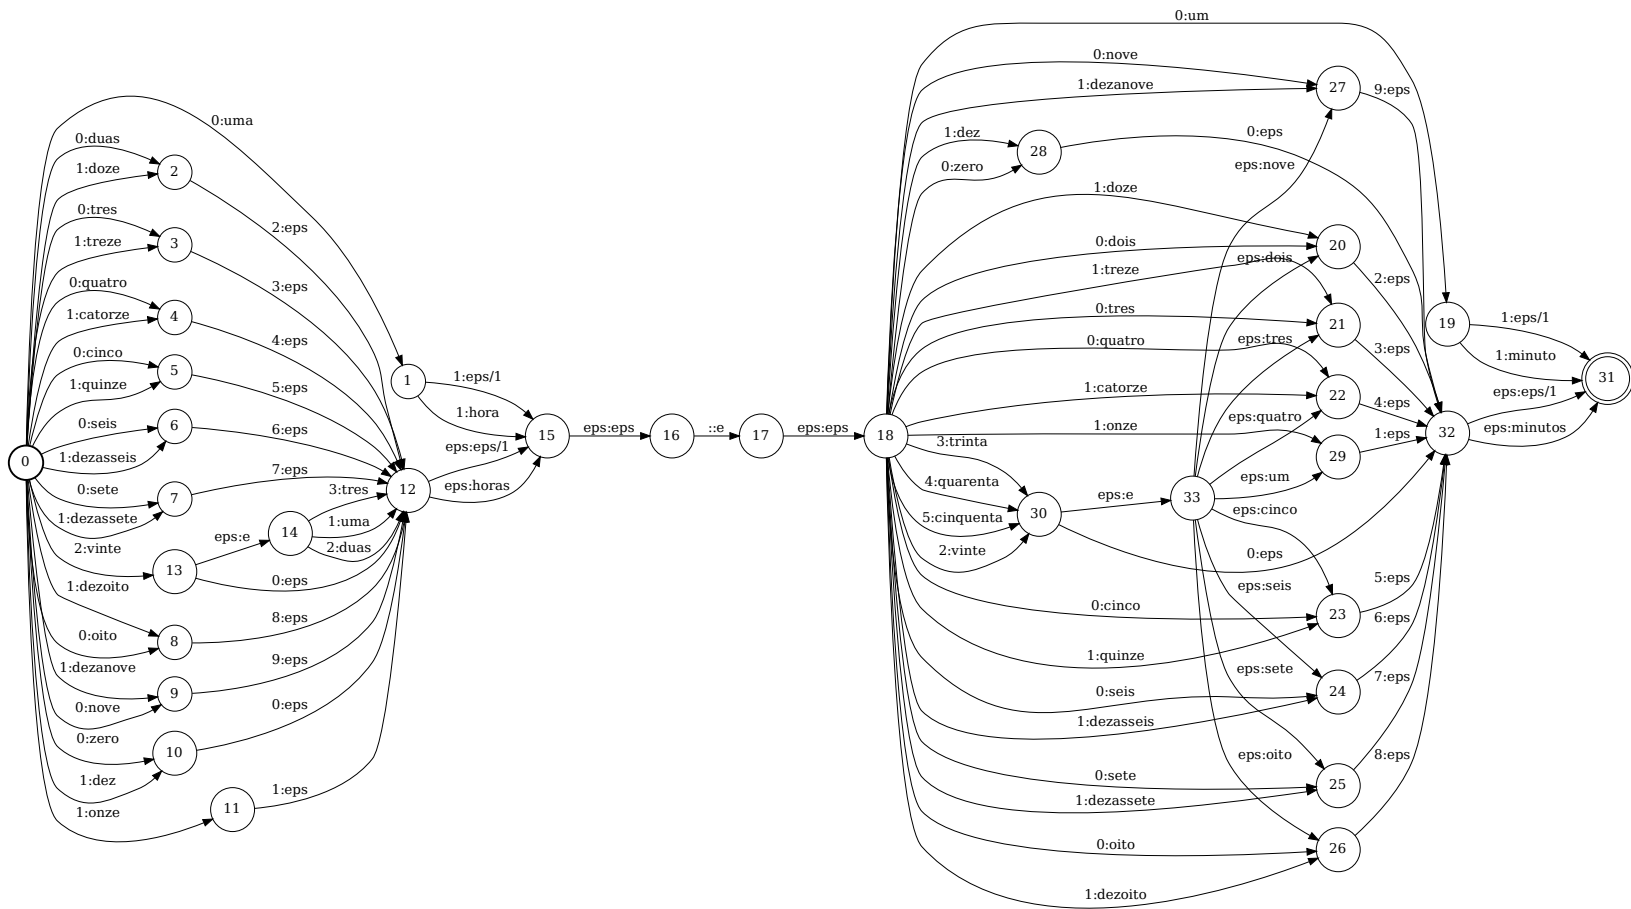 0:um
0:nove
1:dezanove
27
9:eps
0:uma
0:duas
1:doze
2
1:dez
0:zero
28
0:eps
eps:nove
0:tres
1:treze
3
2:eps
1:doze
0:dois
1:treze
eps:dois
20
2:eps
0:quatro
1:catorze
4
3:eps
0:tres
0:quatro
eps:tres
21
3:eps
19
1:eps/1
1:minuto
0:cinco
1:quinze
5
4:eps
5:eps
1
1:eps/1
1:hora
1:catorze
22
4:eps
eps:eps/1
31
0:seis
1:dezasseis
6
6:eps
eps:eps/1
15
eps:eps
16
::e
17
eps:eps
18
3:trinta
1:onze
eps:quatro
29
1:eps
32
eps:minutos
0
0:sete
1:dezassete
7
7:eps
3:tres
12
eps:horas
4:quarenta
5:cinquenta
2:vinte
30
eps:e
33
eps:um
eps:cinco
2:vinte
13
eps:e
14
1:uma
2:duas
0:eps
0:eps
1:dezoito
0:oito
8
8:eps
0:cinco
1:quinze
eps:seis
23
5:eps
6:eps
1:dezanove
0:nove
9
9:eps
0:seis
1:dezasseis
eps:sete
24
7:eps
0:zero
1:dez
10
0:eps
0:sete
1:dezassete
eps:oito
25
8:eps
1:onze
11
1:eps
0:oito
26
1:dezoito